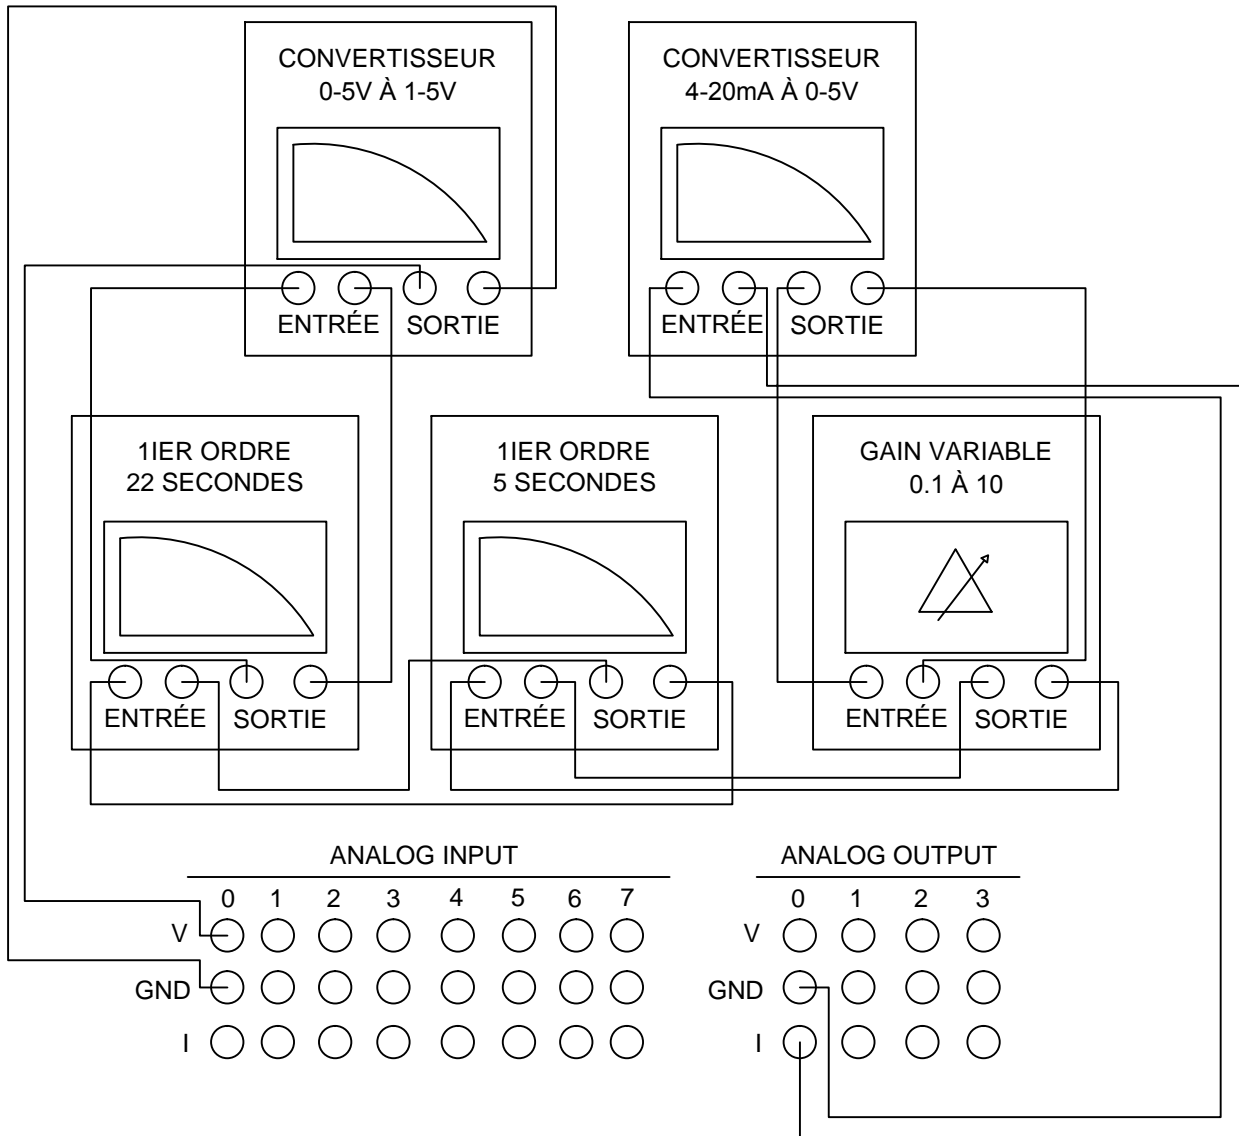 CONVERTISSEUR
0-5V À 1-5V
CONVERTISSEUR
4-20mA À 0-5V
ENTRÉE SORTIE
ENTRÉE SORTIE
1IER ORDRE
22 SECONDES
1IER ORDRE
5 SECONDES
GAIN VARIABLE
0.1 À 10
ENTRÉE SORTIE
ENTRÉE SORTIE
ENTRÉE SORTIE
ANALOG INPUT
0 1 2 3 4 5 6 7
V
GND
I
ANALOG OUTPUT
0 1 2 3
V
GND
I